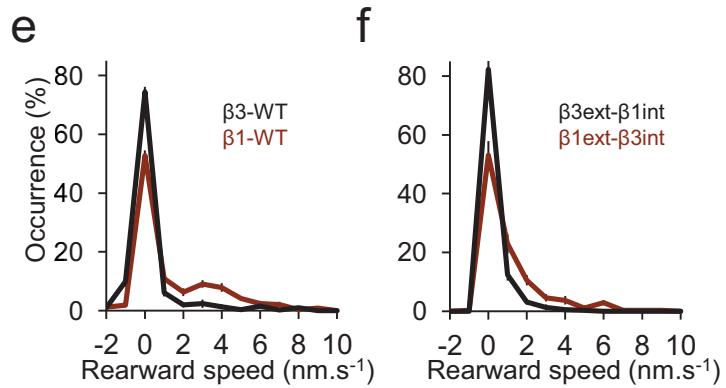 e
80
60
40
20
0
Occurrence (%)
β3-WT
β1-WT
-2 0 2 4 6 8 10
Rearward speed (nm.s⁻¹)
f
80
60
40
20
0
β3ext-β1int
β1ext-β3int
-2 0 2 4 6 8 10
Rearward speed (nm.s⁻¹)